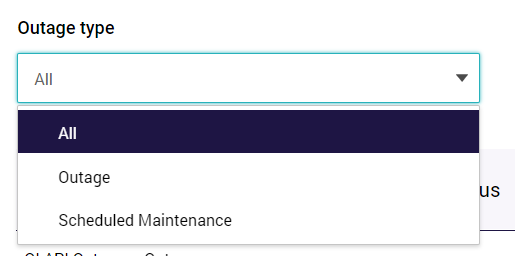 Outage type
All
All
Outage
us
Scheduled Maintenance